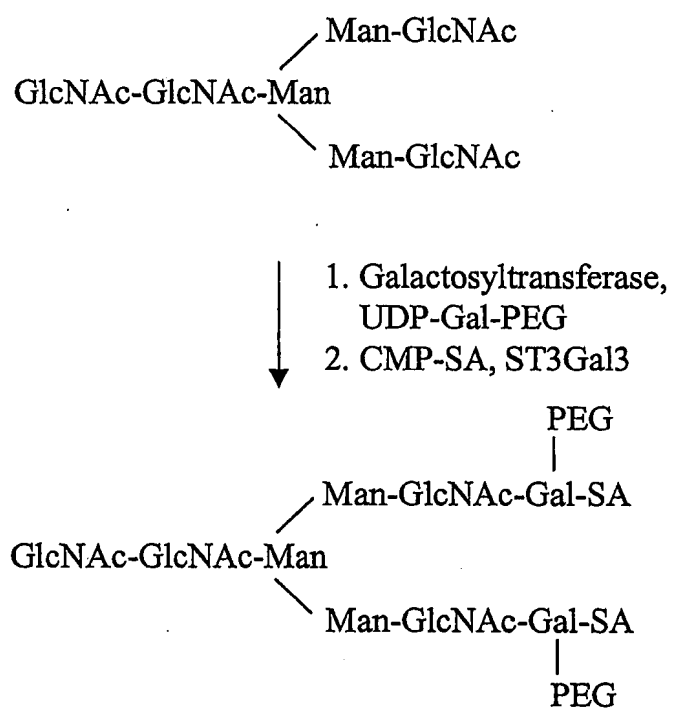 Man-GlcNAc
GlcNAc-GlcNAc-Man
Man-GlcNAc
1. Galactosyltransferase,
UDP-Gal-PEG
2. CMP-SA, ST3Gal3
PEG
Man-GlcNAc-Gal-SA
GlcNAc-GlcNAc-Man
Man-GlcNAc-Gal-SA
PEG